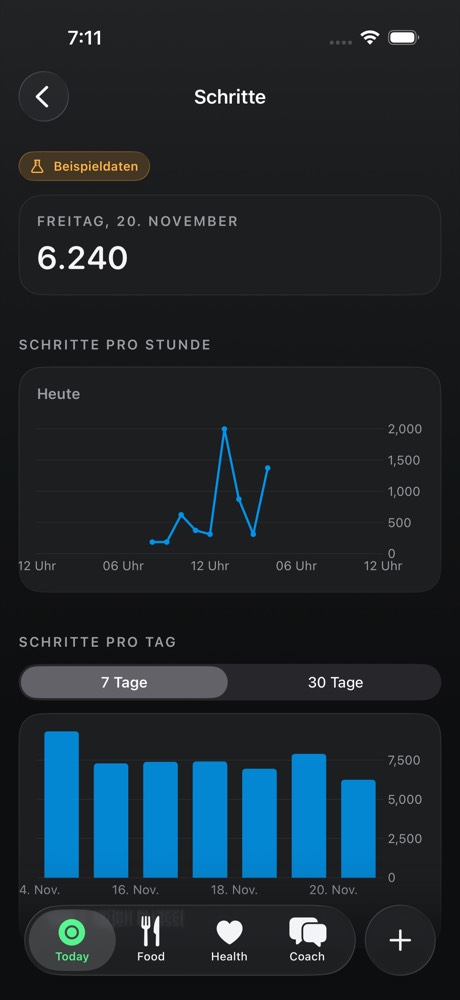 7:11
Schritte
Beispieldaten
FREITAG, 20. NOVEMBER
6.240
SCHRITTE PRO STUNDE
Heute
2,000
1,500
1,000
500
0
12 Uhr 06 Uhr 12 Uhr 06 Uhr 12 Uhr
SCHRITTE PRO TAG
7 Tage 30 Tage
7,500
5,000
2,500
0
4. Nov. 16. Nov. 18. Nov. 20. Nov.
Today Food Health Coach